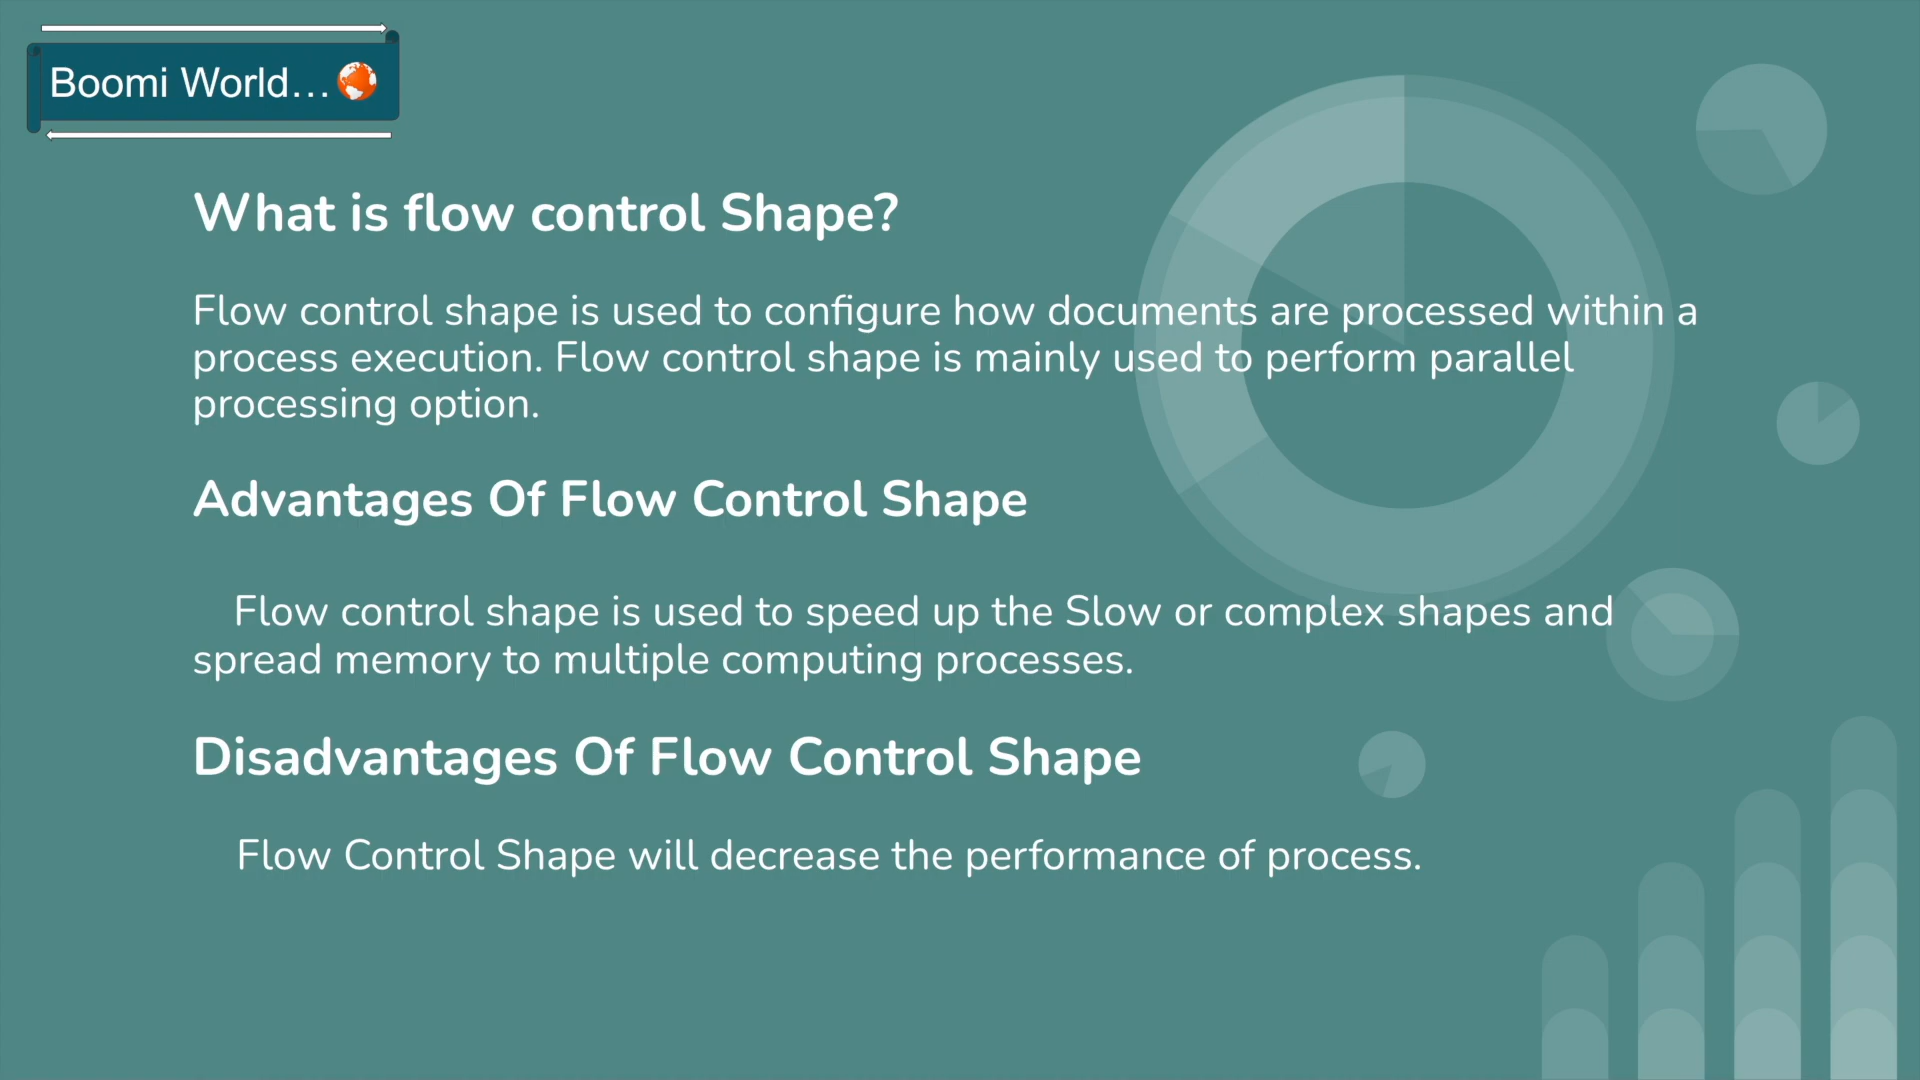 Boomi World...
What is flow control Shape?
Flow control shape is used to configure how documents are processed within a
process execution. Flow control shape is mainly used to perform parallel
processing option.
Advantages Of Flow Control Shape
Flow control shape is used to speed up the Slow or complex shapes and
spread memory to multiple computing processes.
Disadvantages Of Flow Control Shape
Flow Control Shape will decrease the performance of process.